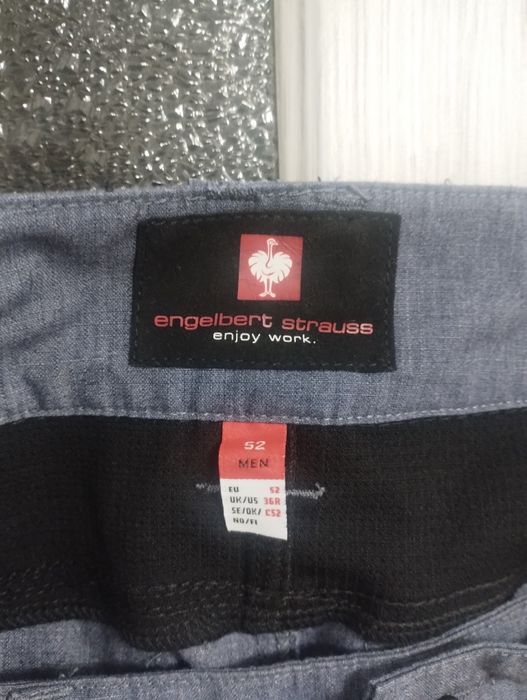 engelbert strauss
enjoy work.
52
MEN
EU 52
UK/US 36R
SE/DK/ C52
NO/FI